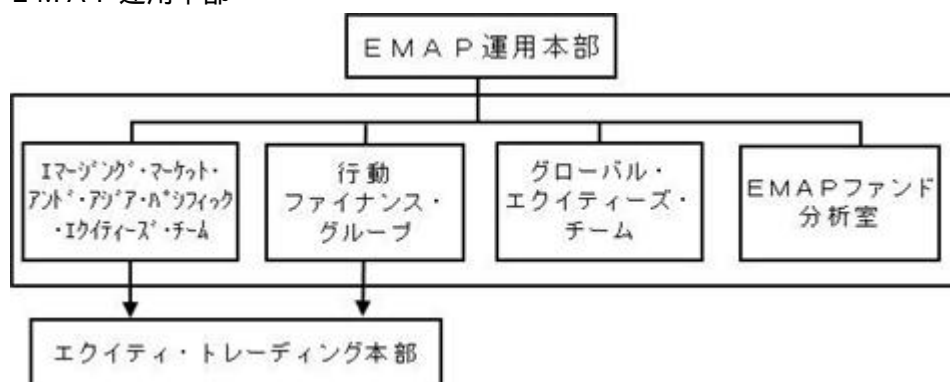 ＥＭＡＰ運用本部
ＥＭＡＰ運用本部
ｴﾏｰｼﾞﾝｸﾞ･ﾏｰｹｯﾄ･
ｱﾝﾄﾞ･ｱｼﾞｱ･ﾊﾟｼﾌｨｯｸ
･ｴｸｲﾃｨｰｽﾞ･ﾁｰﾑ
行動
ファイナンス・
グループ
グローバル・
エクイティーズ・
チーム
ＥＭＡＰファンド
分析室
エクイティ・トレーディング本部